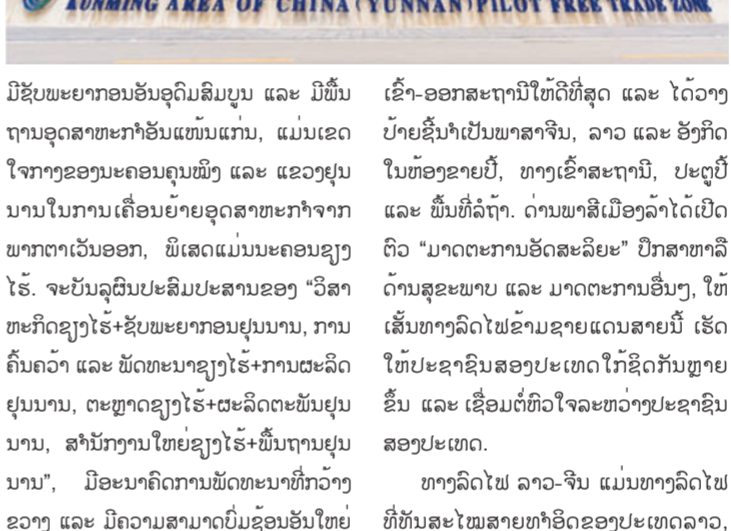 KUNMING AREA OF CHINA (YUNNAN) PILOT FREE TRADE ZONE
ມີຊັບພະຍາກອນອັນອຸດົມສົມບູນ ແລະ ມີພື້ນ
ຖານອຸດສາຫະກຳອັນແໜ້ນແກ່ນ, ແມ່ນເຂດ
ໃຈກາງຂອງນະຄອນຄຸນໝິງ ແລະ ແຂວງຢຸນ
ນານໃນການເຄື່ອນຍ້າຍອຸດສາຫະກຳຈາກ
ພາກຕາເວັນອອກ, ພິເສດແມ່ນນະຄອນຊຽງ
ໄຮ້. ຈະບັນລຸຜົນປະສົມປະສານຂອງ “ວິສາ
ຫະກິດຊຽງໄຮ້+ຊັບພະຍາກອນຢຸນນານ, ການ
ຄົ້ນຄວ້າ ແລະ ພັດທະນາຊຽງໄຮ້+ການຜະລິດ
ຢຸນນານ, ຕະຫຼາດຊຽງໄຮ້+ຜະລິດຕະພັນຢຸນ
ນານ, ສຳນັກງານໃຫຍ່ຊຽງໄຮ້+ພື້ນຖານຢຸນ
ນານ”, ມີອະນາຄົດການພັດທະນາທີ່ກວ້າງ
ຂວາງ ແລະ ມີຄວາມສາມາດບົ່ມຊ້ອນອັນໃຫຍ່
ເຂົ້າ-ອອກສະຖານີໃຫ້ດີທີ່ສຸດ ແລະ ໄດ້ວາງ
ປ້າຍຊີ້ນຳເປັນພາສາຈີນ, ລາວ ແລະ ອັງກິດ
ໃນຫ້ອງຂາຍປີ້, ທາງເຂົ້າສະຖານີ, ປະຕູປີ້
ແລະ ພື້ນທີ່ລໍຖ້າ. ດ່ານພາສີເມືອງລ້າໄດ້ເປີດ
ຕົວ “ມາດຕະການອັດສະລິຍະ” ປຶກສາຫາລື
ດ້ານສຸຂະພາບ ແລະ ມາດຕະການອື່ນໆ, ໃຫ້
ເສັ້ນທາງລົດໄຟຂ້າມຊາຍແດນສາຍນີ້ ເຮັດ
ໃຫ້ປະຊາຊົນສອງປະເທດໃກ້ຊິດກັນຫຼາຍ
ຂຶ້ນ ແລະ ເຊື່ອມຕໍ່ຫົວໃຈລະຫວ່າງປະຊາຊົນ
ສອງປະເທດ.
ທາງລົດໄຟ ລາວ-ຈີນ ແມ່ນທາງລົດໄຟ
ທີ່ທັນສະໄໝສາຍທຳອິດຂອງປະເທດລາວ,